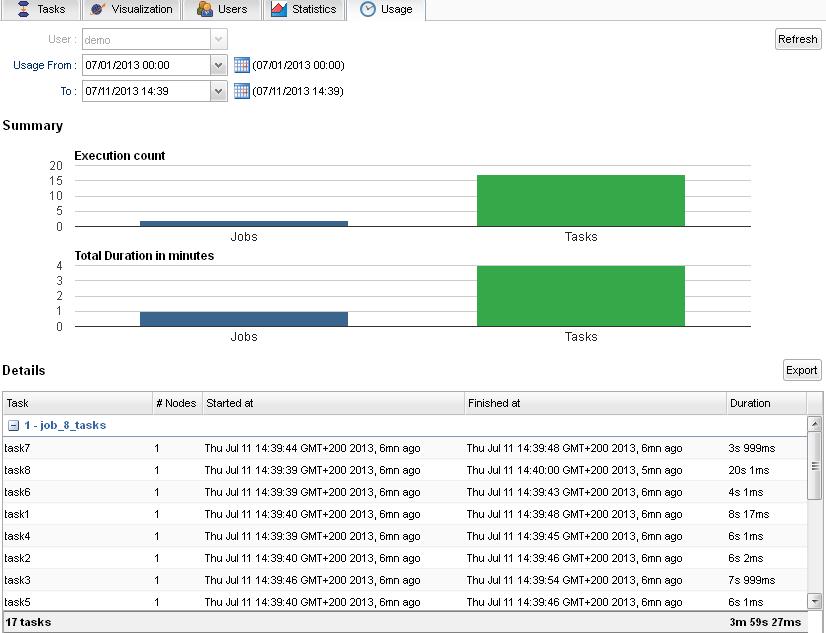 Tasks Visualization Users Statistics Usage
User : demo Refresh
Usage From : 07/01/2013 00:00 (07/01/2013 00:00)
To : 07/11/2013 14:39 (07/11/2013 14:39)
Summary
Execution count
20
15
10
5
0
Jobs Tasks
Total Duration in minutes
4
3
2
1
0
Jobs Tasks
Details Export
Task # Nodes Started at Finished at Duration
1 - job_8_tasks
task7 1 Thu Jul 11 14:39:44 GMT+200 2013, 6mn ago Thu Jul 11 14:39:48 GMT+200 2013, 6mn ago 3s 999ms
task8 1 Thu Jul 11 14:39:39 GMT+200 2013, 6mn ago Thu Jul 11 14:40:00 GMT+200 2013, 5mn ago 20s 1ms
task6 1 Thu Jul 11 14:39:39 GMT+200 2013, 6mn ago Thu Jul 11 14:39:43 GMT+200 2013, 6mn ago 4s 1ms
task1 1 Thu Jul 11 14:39:40 GMT+200 2013, 6mn ago Thu Jul 11 14:39:48 GMT+200 2013, 6mn ago 8s 17ms
task4 1 Thu Jul 11 14:39:39 GMT+200 2013, 6mn ago Thu Jul 11 14:39:45 GMT+200 2013, 6mn ago 6s 1ms
task2 1 Thu Jul 11 14:39:40 GMT+200 2013, 6mn ago Thu Jul 11 14:39:46 GMT+200 2013, 6mn ago 6s 2ms
task3 1 Thu Jul 11 14:39:46 GMT+200 2013, 6mn ago Thu Jul 11 14:39:54 GMT+200 2013, 6mn ago 7s 999ms
task5 1 Thu Jul 11 14:39:40 GMT+200 2013, 6mn ago Thu Jul 11 14:39:46 GMT+200 2013, 6mn ago 6s 1ms
17 tasks 3m 59s 27ms